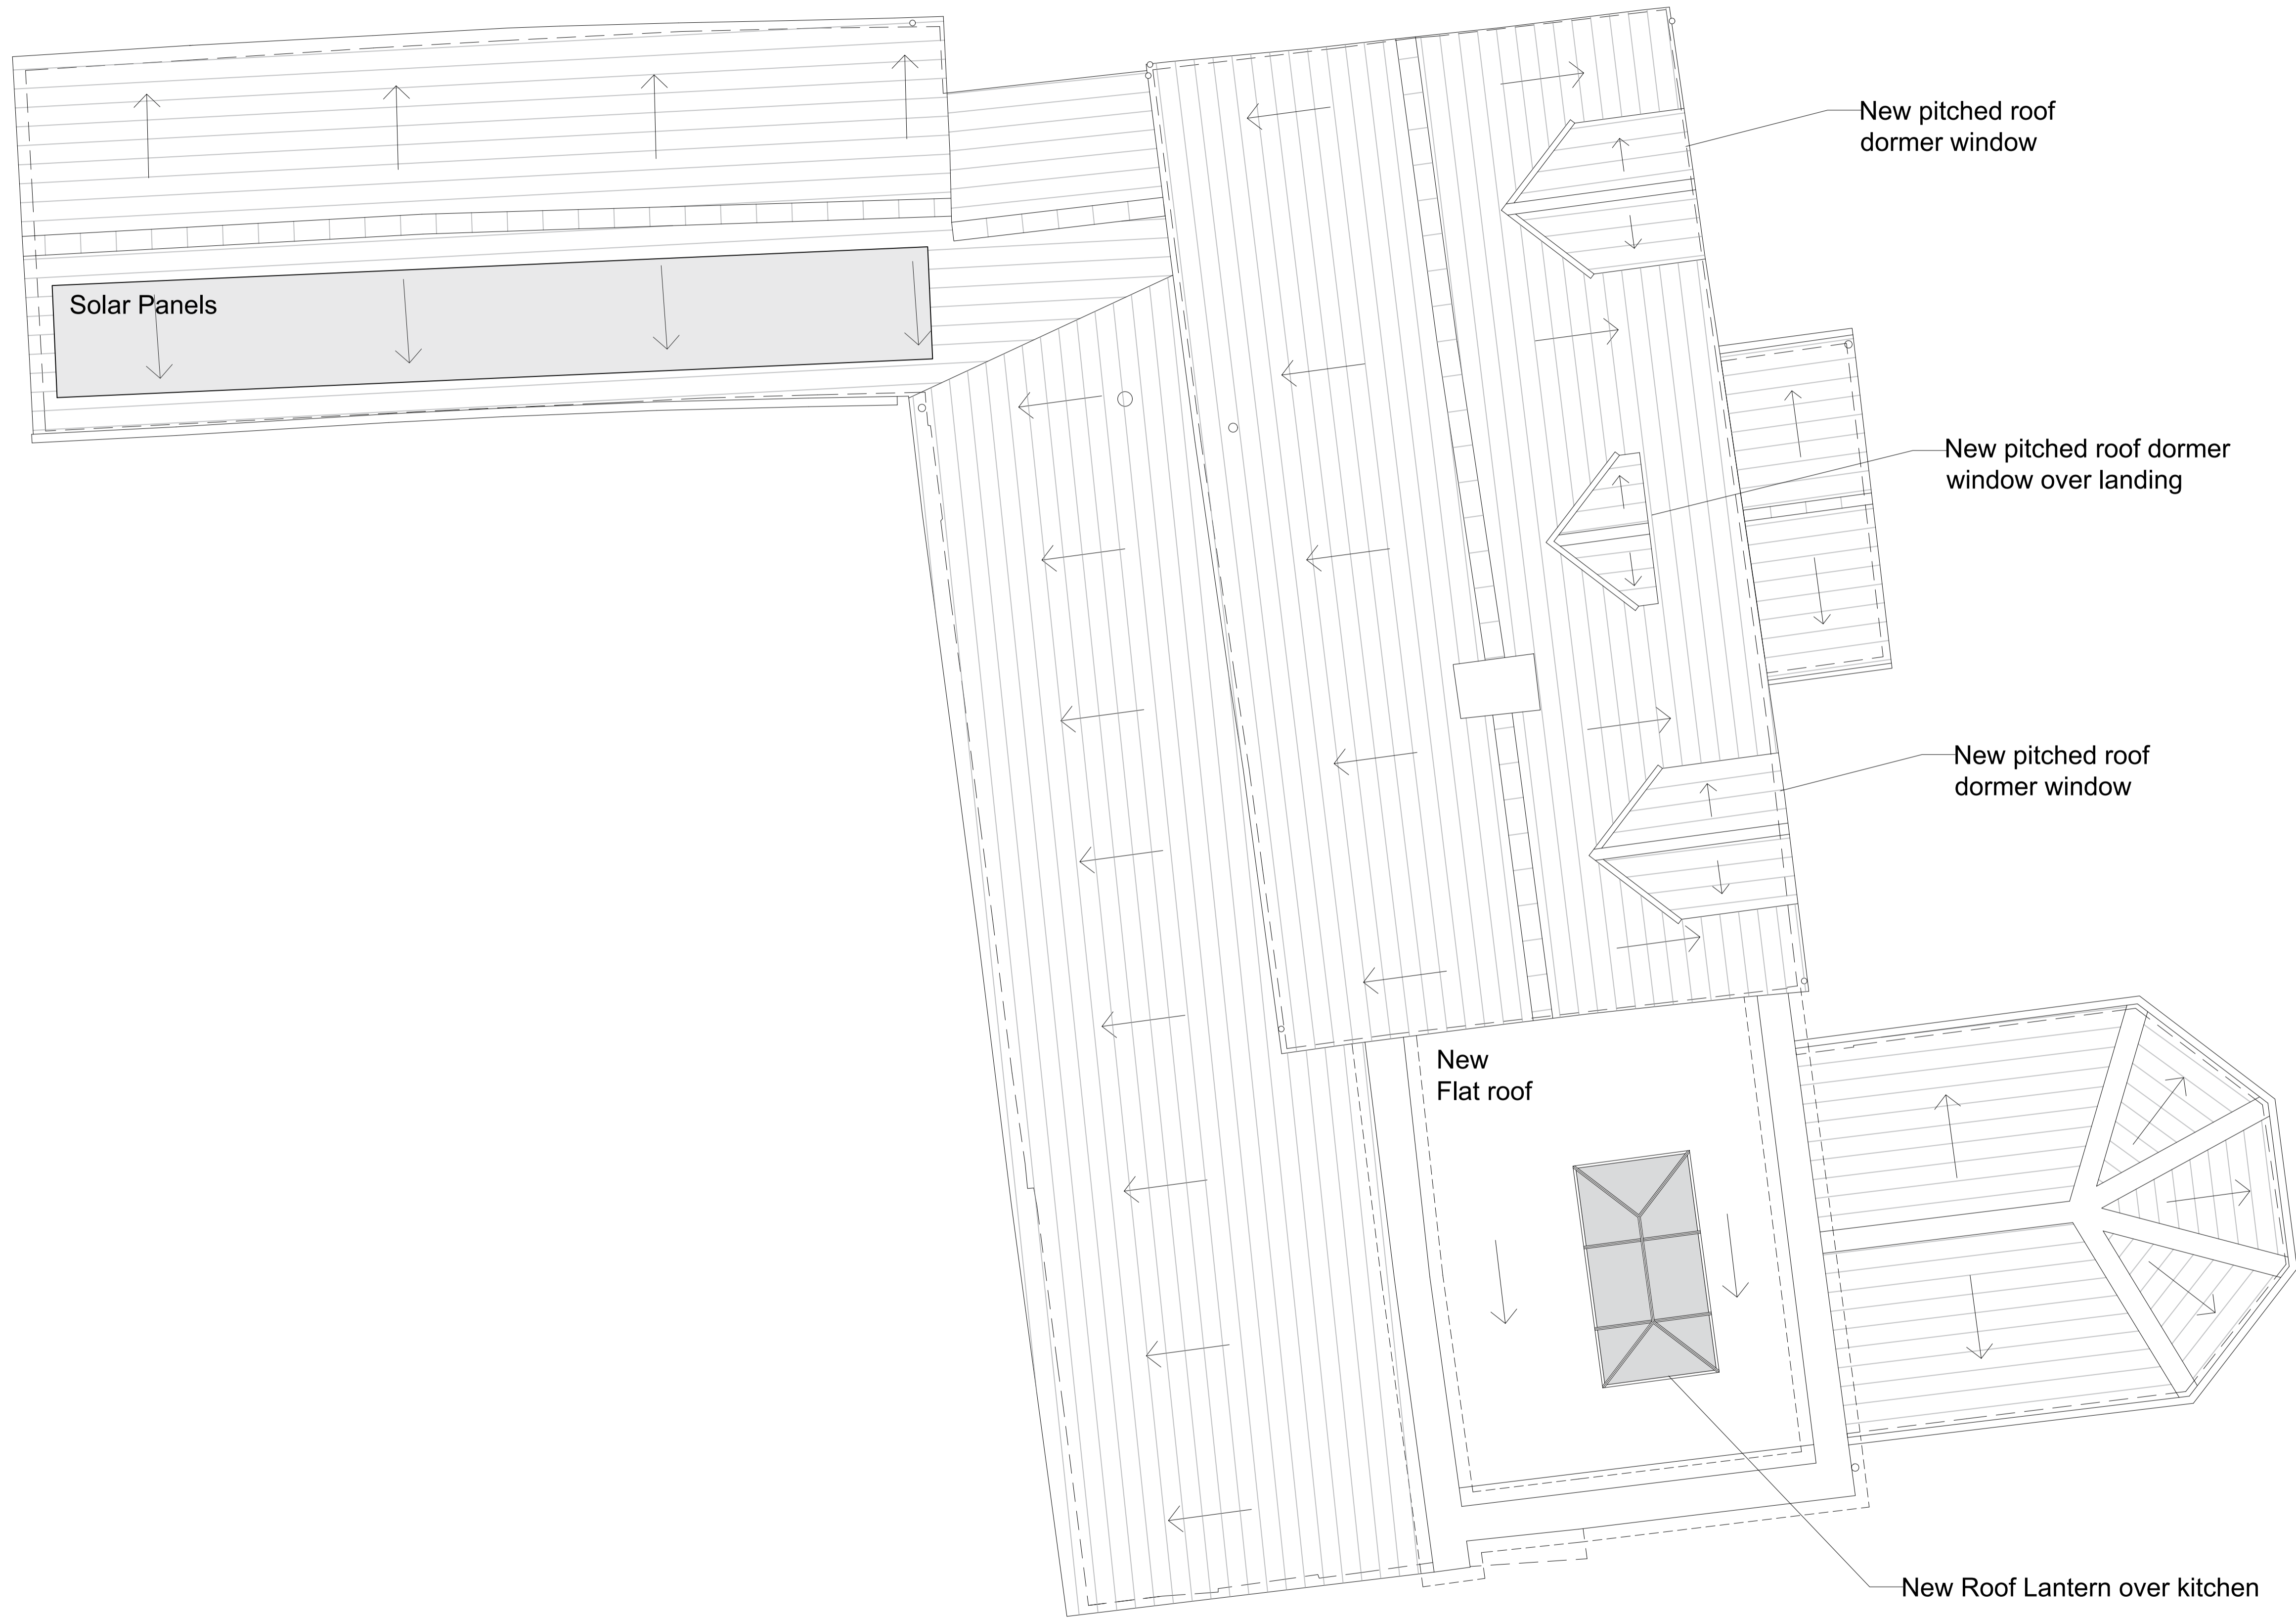 New pitched roof
dormer window
Solar Panels
New pitched roof dormer
window over landing
New pitched roof
dormer window
New
Flat roof
New Roof Lantern over kitchen